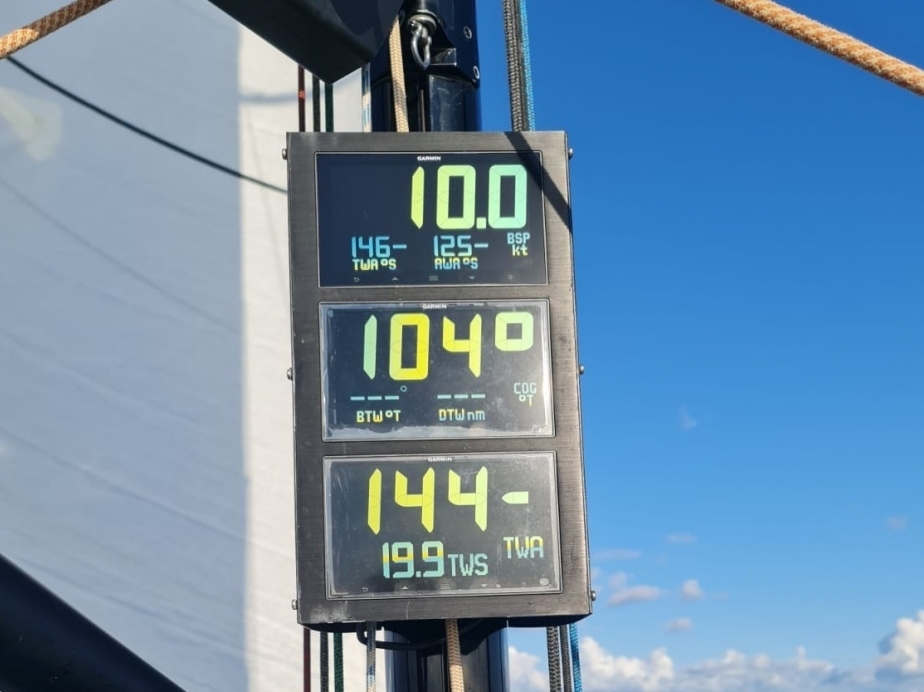 GARMIN
10.0
146- 125- BSP
TWA°S AWA°S kt
GARMIN
104°
--- ° --- COG
BTW°T DTWnm °T
GARMIN
144-
19.9 TWS TWA